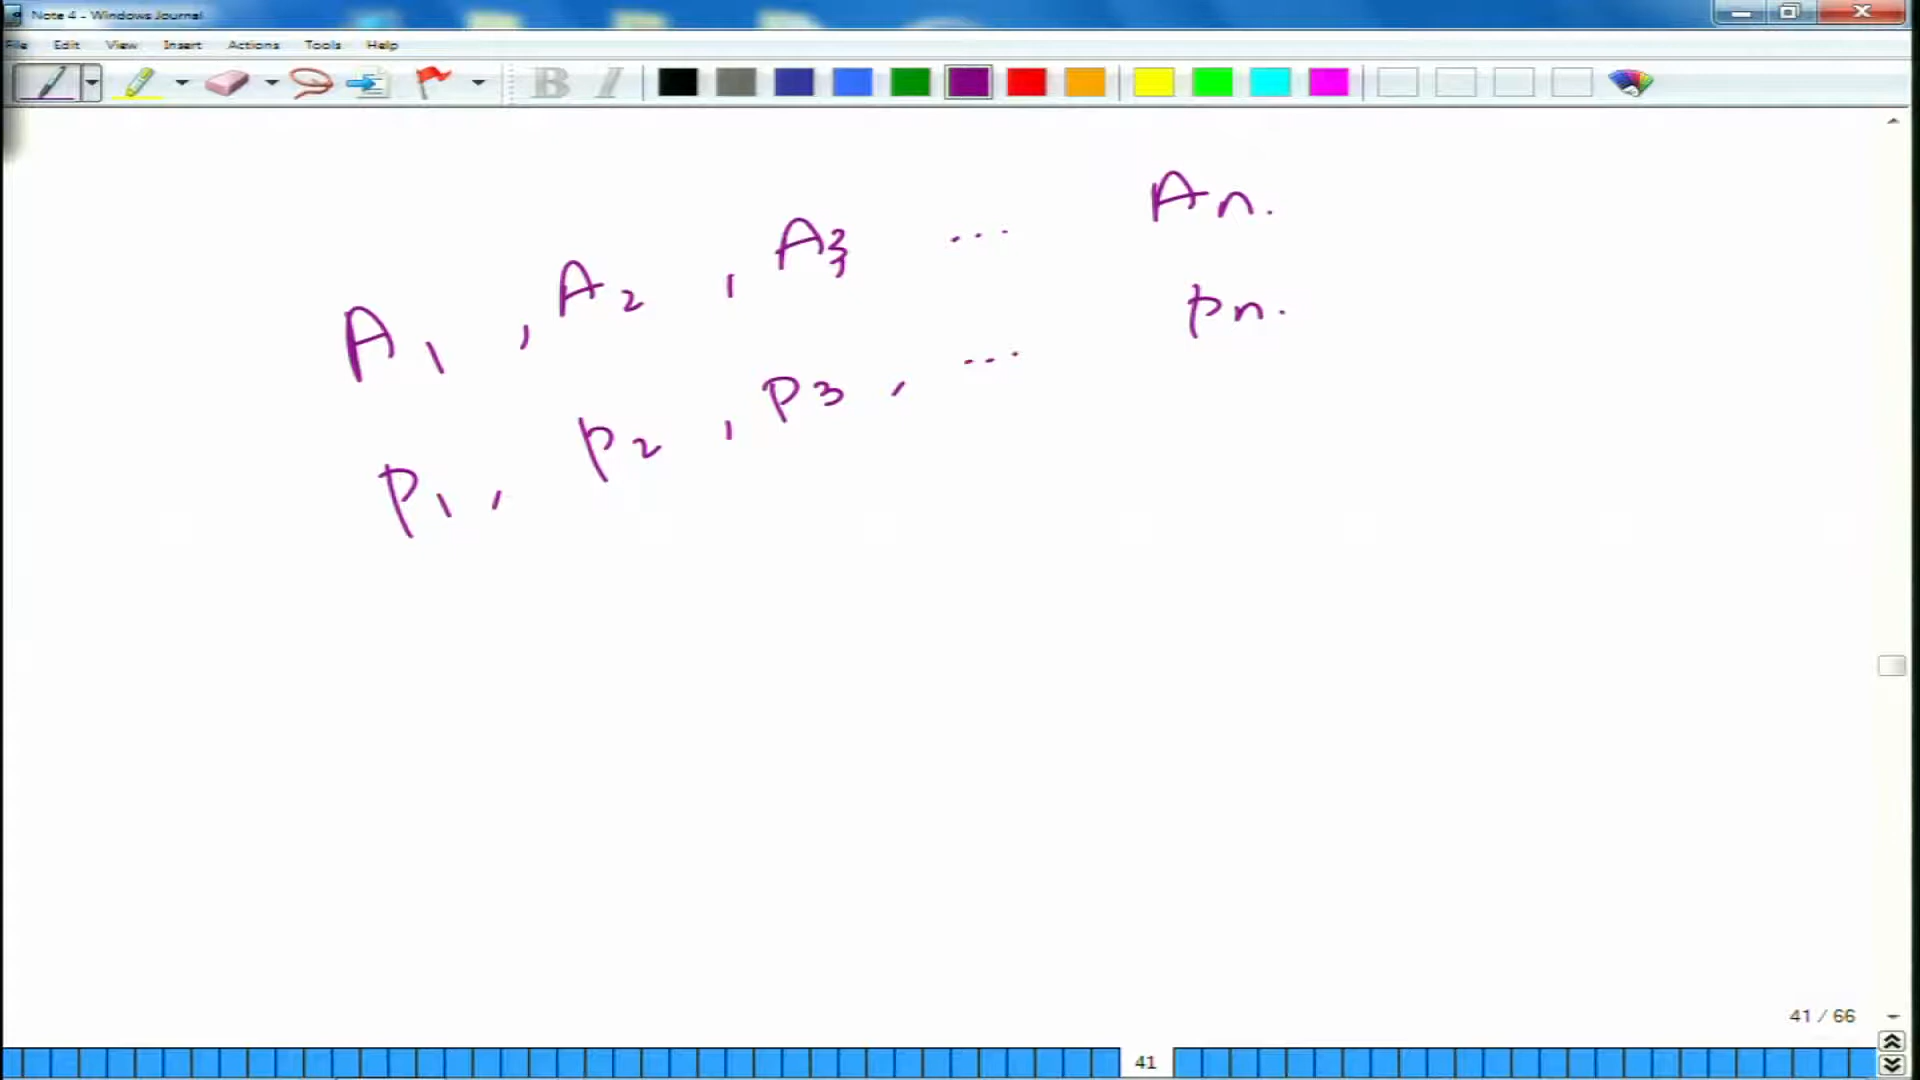 Note 4 - Windows Journal
File Edit View Insert Actions Tools Help
B I
A1 , A2 , A3 ... An.
P1 , P2 , P3 , ... Pn.
41 / 66
41